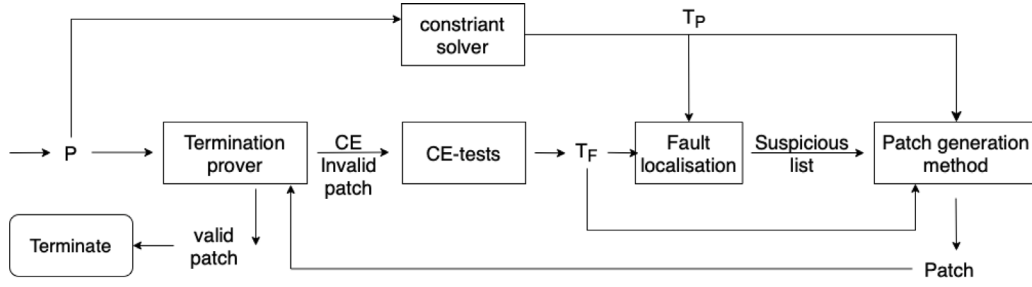 constriant
solver
T_P
P
Termination
prover
CE
Invalid
patch
CE-tests
T_F
Fault
localisation
Suspicious
list
Patch generation
method
Terminate
valid
patch
Patch